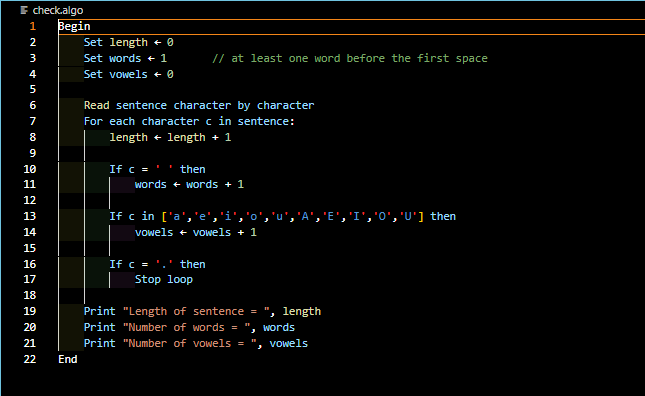 check.algo
1 Begin
2 Set length ← 0
3 Set words ← 1 // at least one word before the first space
4 Set vowels ← 0
5
6 Read sentence character by character
7 For each character c in sentence:
8 length ← length + 1
9
10 If c = ' ' then
11 words ← words + 1
12
13 If c in ['a','e','i','o','u','A','E','I','O','U'] then
14 vowels ← vowels + 1
15
16 If c = '.' then
17 Stop loop
18
19 Print "Length of sentence = ", length
20 Print "Number of words = ", words
21 Print "Number of vowels = ", vowels
22 End